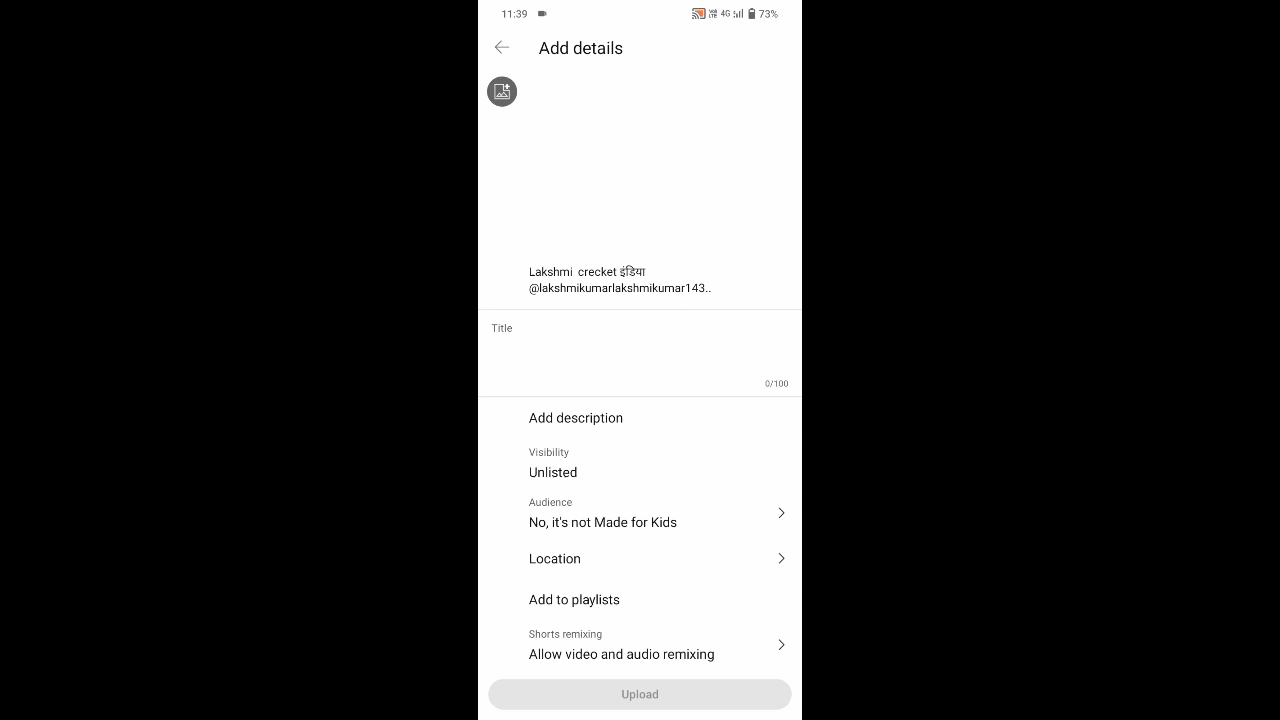 11:39 4G 73%
Add details
Lakshmi crecket इंडिया
@lakshmikumarlakshmikumar143..
Title
0/100
Add description
Visibility
Unlisted
Audience
No, it's not Made for Kids
Location
Add to playlists
Shorts remixing
Allow video and audio remixing
Upload